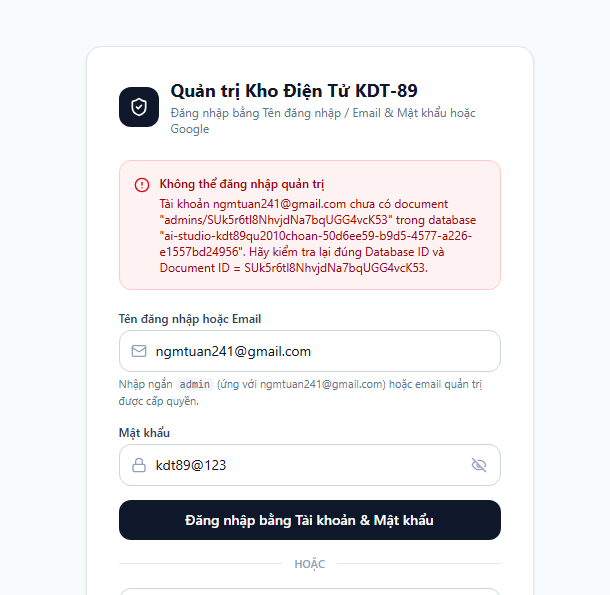 Quản trị Kho Điện Tử KDT-89
Đăng nhập bằng Tên đăng nhập / Email & Mật khẩu hoặc
Google
Không thể đăng nhập quản trị
Tài khoản ngmtuan241@gmail.com chưa có document
"admins/SUk5r6tI8NhvjdNa7bqUGG4vcK53" trong database
"ai-studio-kdt89qu2010choan-50d6ee59-b9d5-4577-a226-
e1557bd24956". Hãy kiểm tra lại đúng Database ID và
Document ID = SUk5r6tI8NhvjdNa7bqUGG4vcK53.
Tên đăng nhập hoặc Email
ngmtuan241@gmail.com
Nhập ngắn admin (ứng với ngmtuan241@gmail.com) hoặc email quản trị
được cấp quyền.
Mật khẩu
kdt89@123
Đăng nhập bằng Tài khoản & Mật khẩu
HOẶC